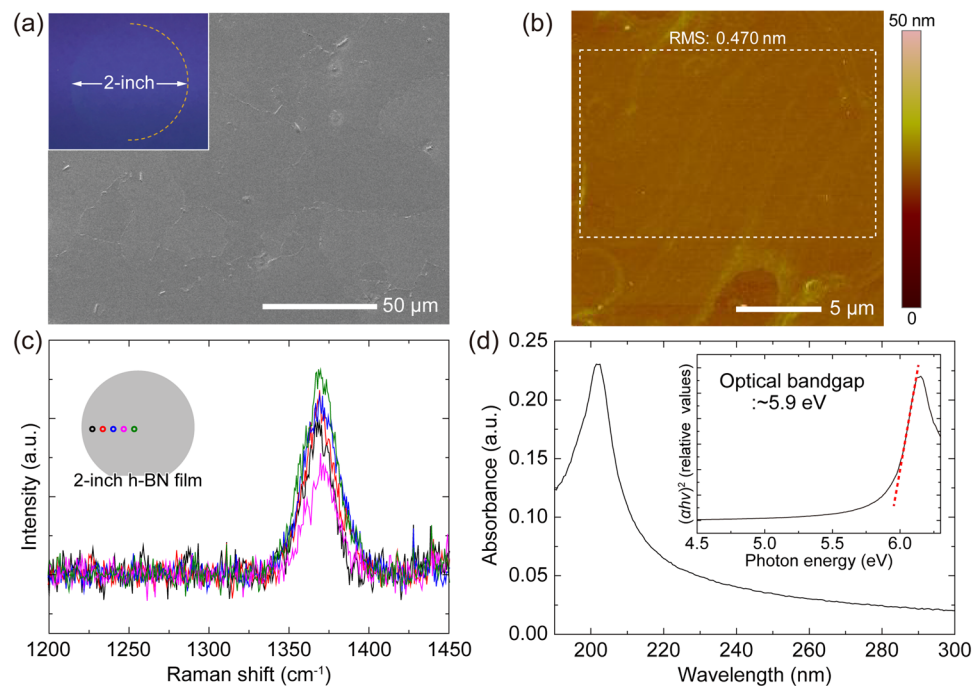 (a)
2-inch
50 µm
(b)
RMS: 0.470 nm
5 µm
50 nm
0
(c)
2-inch h-BN film
Intensity (a.u.)
1200 1250 1300 1350 1400 1450
Raman shift (cm⁻¹)
(d)
0.25
0.20
0.15
0.10
0.05
0.00
Absorbance (a.u.)
200 220 240 260 280 300
Wavelength (nm)
Optical bandgap
:~5.9 eV
(αhν)² (relative values)
4.5 5.0 5.5 6.0
Photon energy (eV)